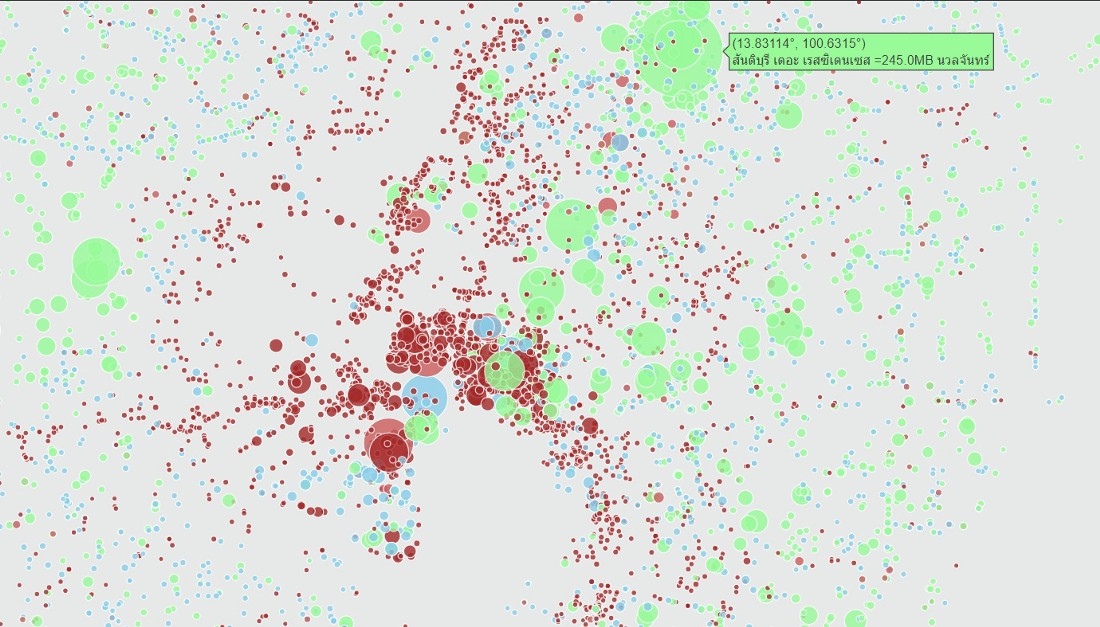 (13.83114°, 100.6315°)
สันติบุรี เดอะ เรสซิเดนเซส =245.0MB นวลจันทร์